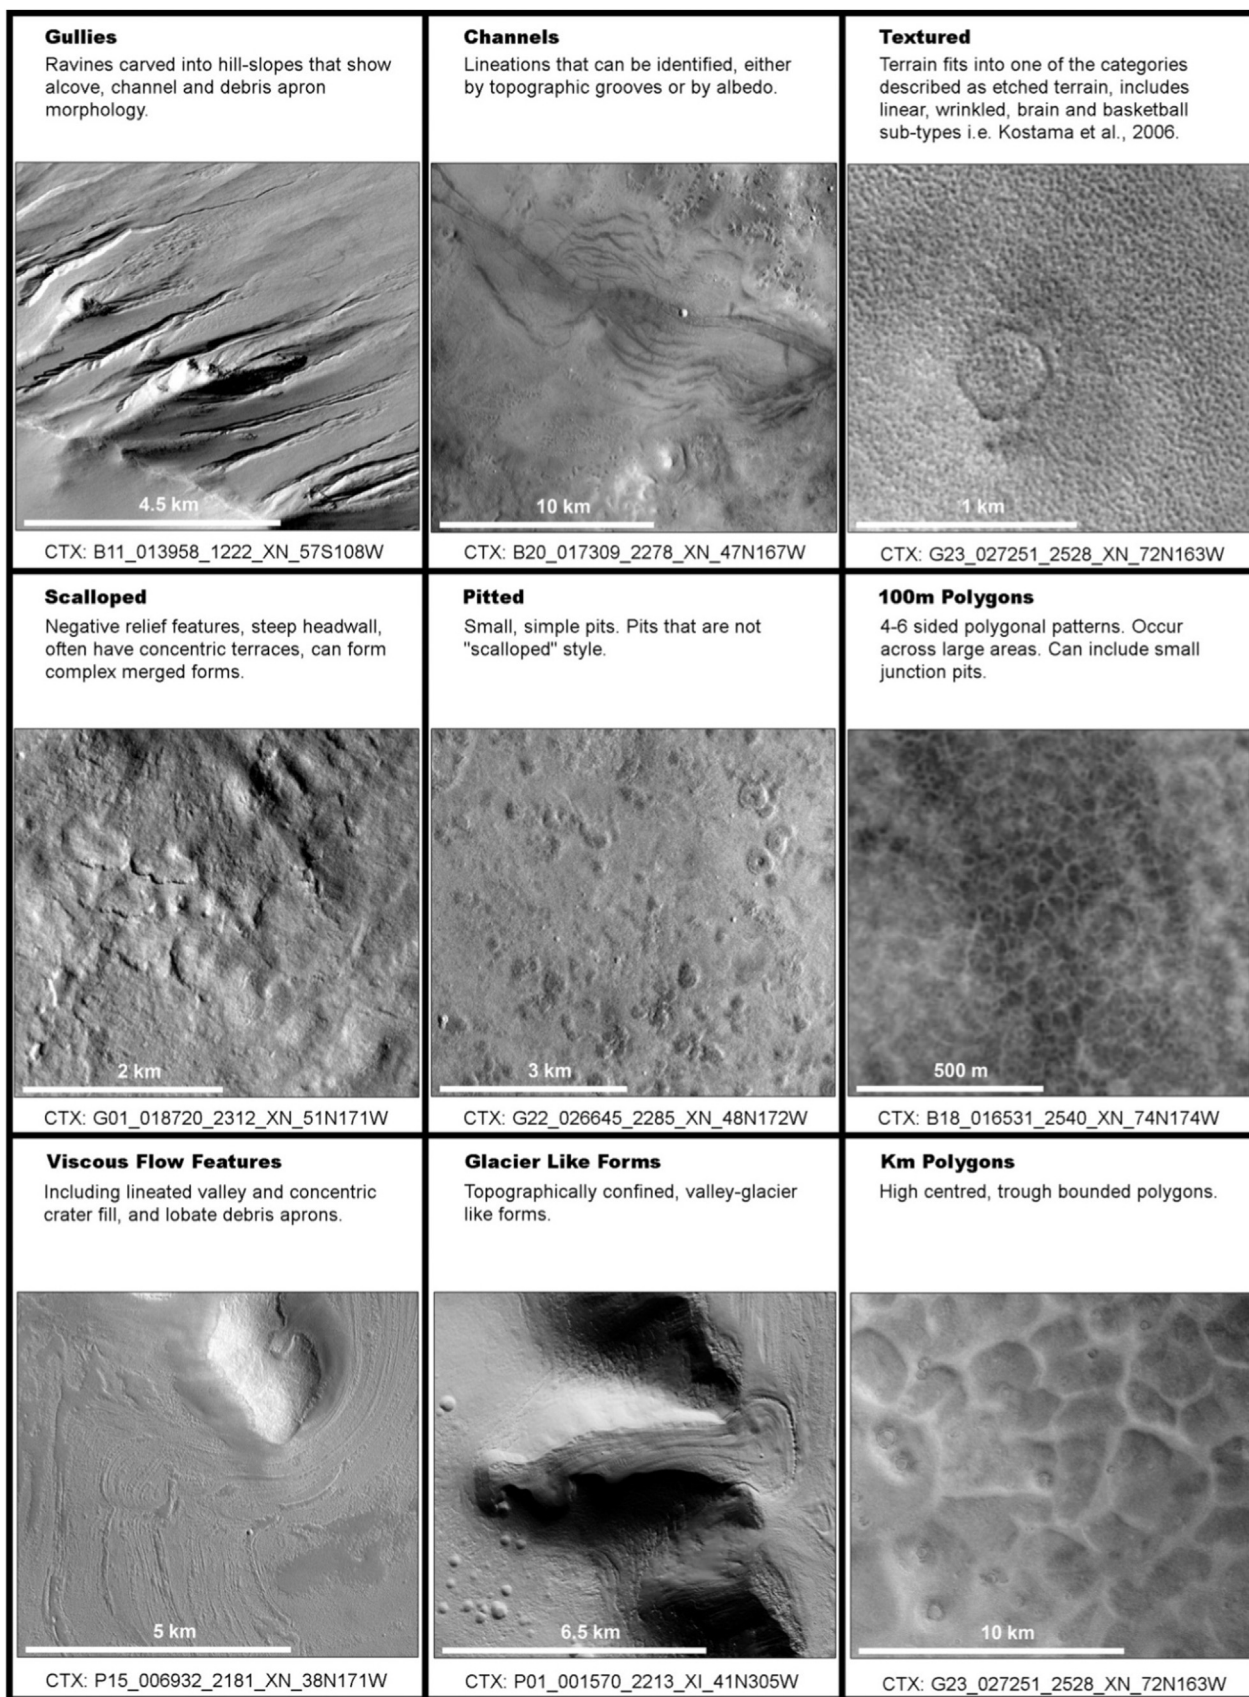 Gullies
Ravines carved into hill-slopes that show
alcove, channel and debris apron
morphology.
4.5 km
CTX: B11_013958_1222_XN_57S108W
Channels
Lineations that can be identified, either
by topographic grooves or by albedo.
10 km
CTX: B20_017309_2278_XN_47N167W
Textured
Terrain fits into one of the categories
described as etched terrain, includes
linear, wrinkled, brain and basketball
sub-types i.e. Kostama et al., 2006.
1 km
CTX: G23_027251_2528_XN_72N163W
Scalloped
Negative relief features, steep headwall,
often have concentric terraces, can form
complex merged forms.
2 km
CTX: G01_018720_2312_XN_51N171W
Pitted
Small, simple pits. Pits that are not
"scalloped" style.
3 km
CTX: G22_026645_2285_XN_48N172W
100m Polygons
4-6 sided polygonal patterns. Occur
across large areas. Can include small
junction pits.
500 m
CTX: B18_016531_2540_XN_74N174W
Viscous Flow Features
Including lineated valley and concentric
crater fill, and lobate debris aprons.
5 km
CTX: P15_006932_2181_XN_38N171W
Glacier Like Forms
Topographically confined, valley-glacier
like forms.
6.5 km
CTX: P01_001570_2213_XI_41N305W
Km Polygons
High centred, trough bounded polygons.
10 km
CTX: G23_027251_2528_XN_72N163W